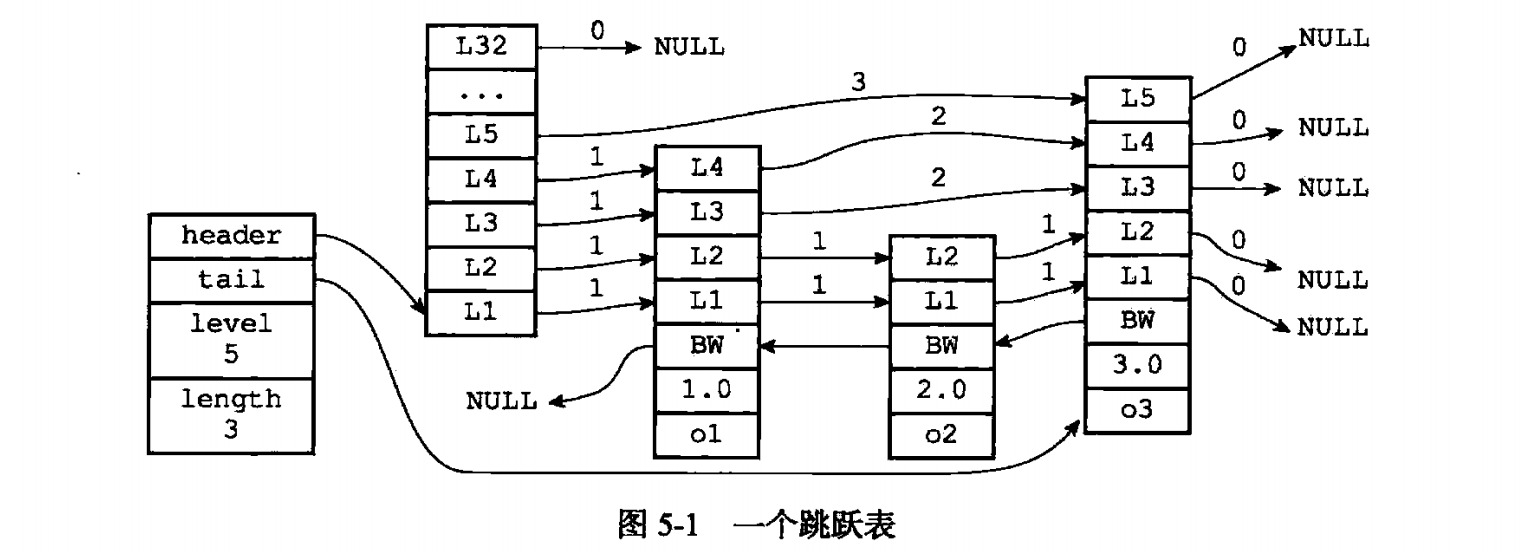 L32 0 NULL
...
L5 3 L5 0 NULL
L4 1 L4 2 L4 0 NULL
L3 1 L3 2 L3 0 NULL
L2 1 L2 1 L2 1 L2 0 NULL
L1 1 L1 1 L1 1 L1 0 NULL
header
tail
level
5
length
3
NULL
BW
1.0
o1
BW
2.0
o2
BW
3.0
o3
图 5-1 一个跳跃表